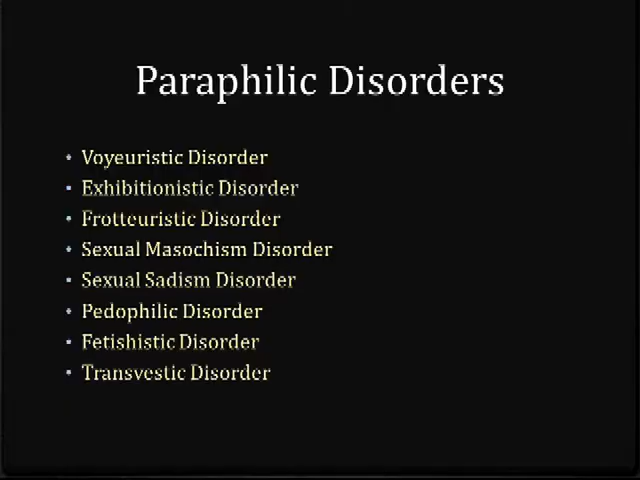 Paraphilic Disorders
• Voyeuristic Disorder
• Exhibitionistic Disorder
• Frotteuristic Disorder
• Sexual Masochism Disorder
• Sexual Sadism Disorder
• Pedophilic Disorder
• Fetishistic Disorder
• Transvestic Disorder